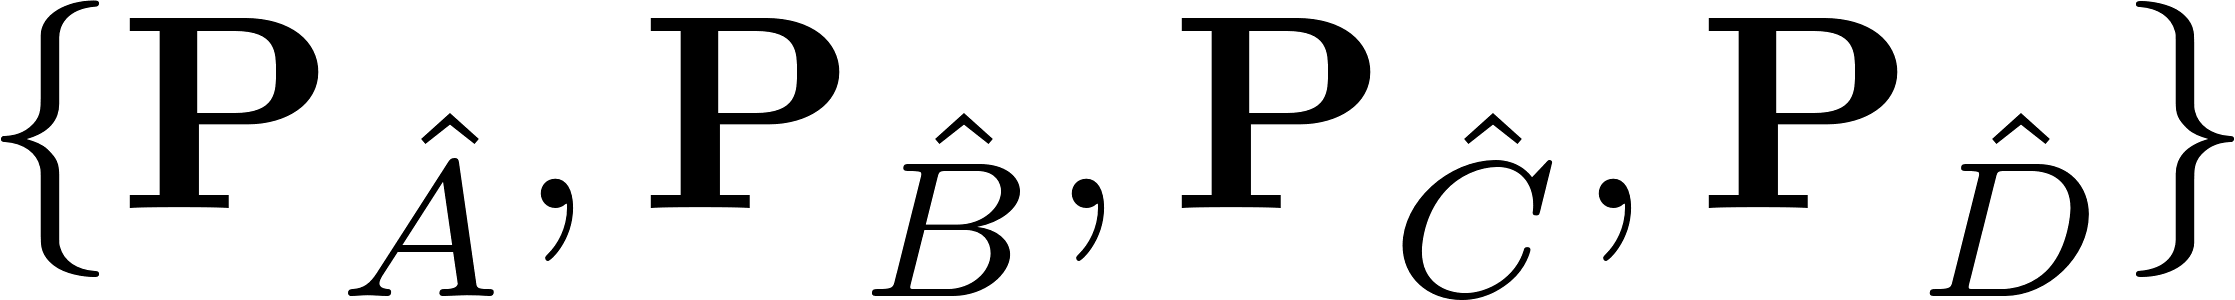 {𝐏_Â, 𝐏_B̂, 𝐏_Ĉ, 𝐏_D̂}